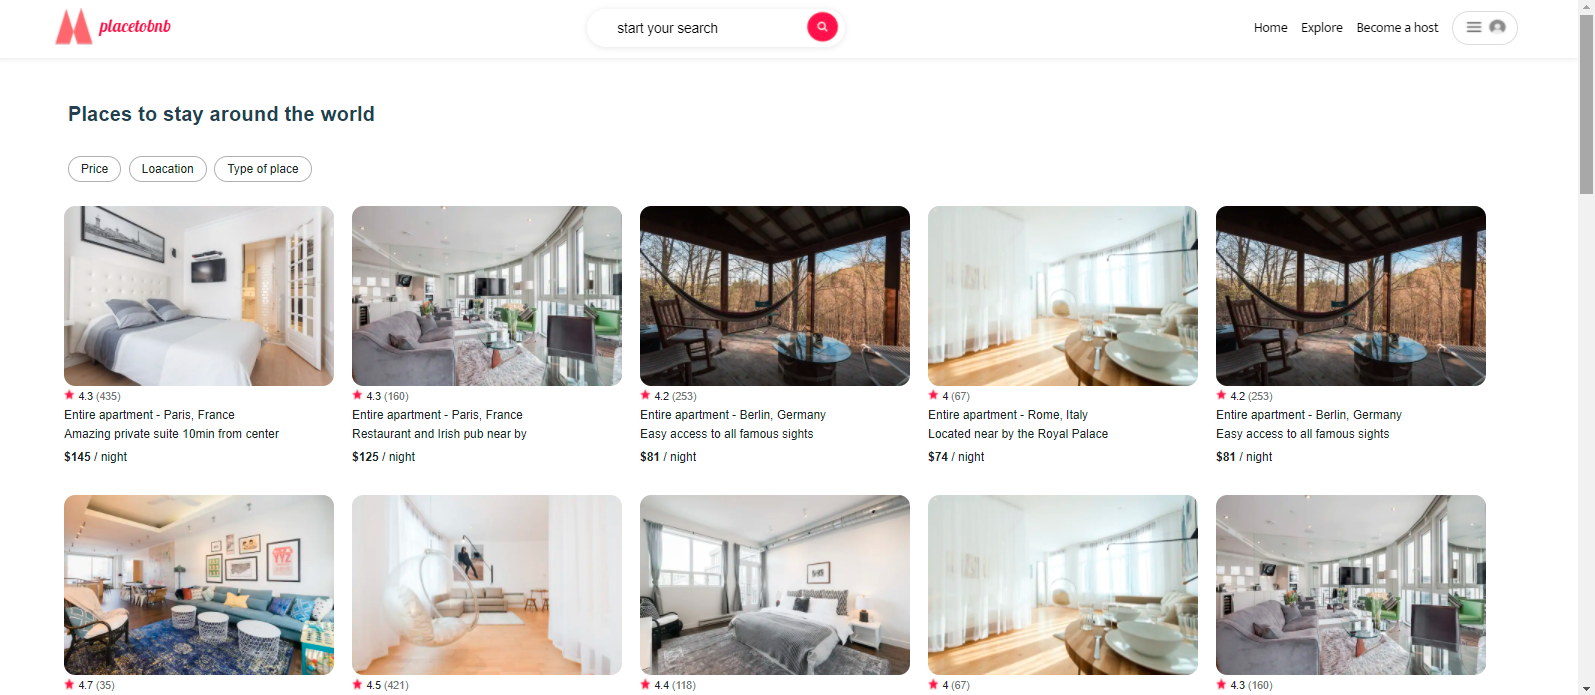 placetobnb
start your search
Home Explore Become a host
Places to stay around the world
Price Loacation Type of place
4.3 (435)
Entire apartment - Paris, France
Amazing private suite 10min from center
$145 / night
4.3 (160)
Entire apartment - Paris, France
Restaurant and Irish pub near by
$125 / night
4.2 (253)
Entire apartment - Berlin, Germany
Easy access to all famous sights
$81 / night
4 (67)
Entire apartment - Rome, Italy
Located near by the Royal Palace
$74 / night
4.2 (253)
Entire apartment - Berlin, Germany
Easy access to all famous sights
$81 / night
YYZ
4.7 (35)
4.5 (421)
4.4 (118)
4 (67)
4.3 (160)